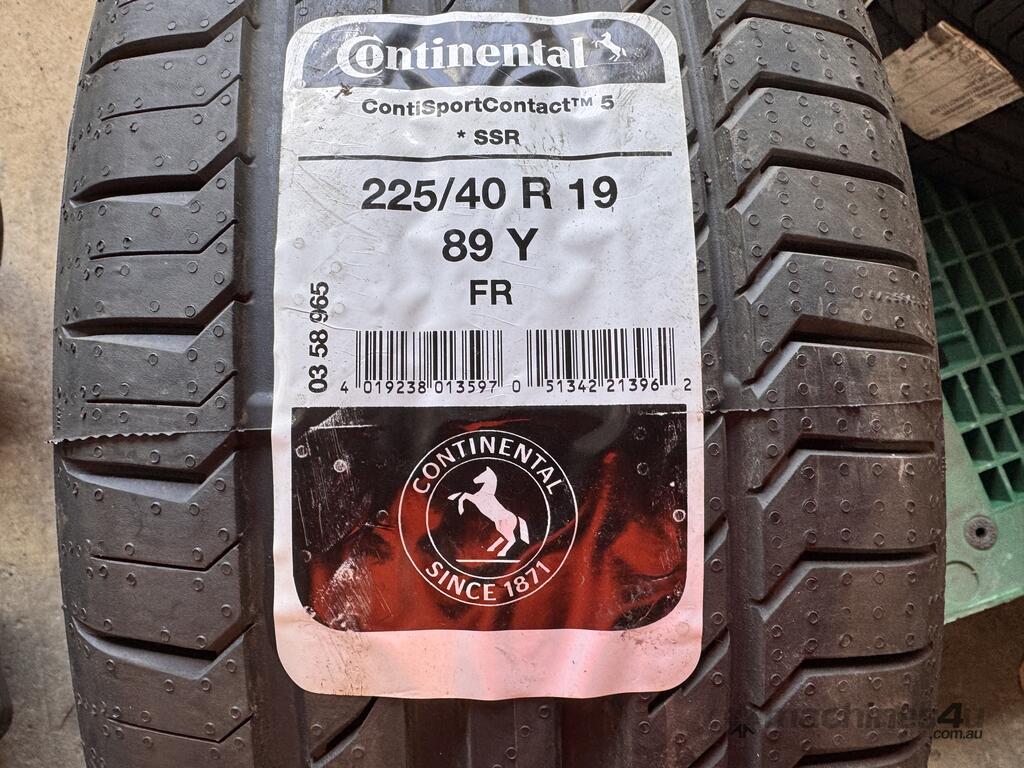 Continental
ContiSportContact™ 5
* SSR
225/40 R 19
89 Y
FR
03 58 965
4 019238 013597 0 51342 21396 2
CONTINENTAL
SINCE 1871
machines4u
.com.au